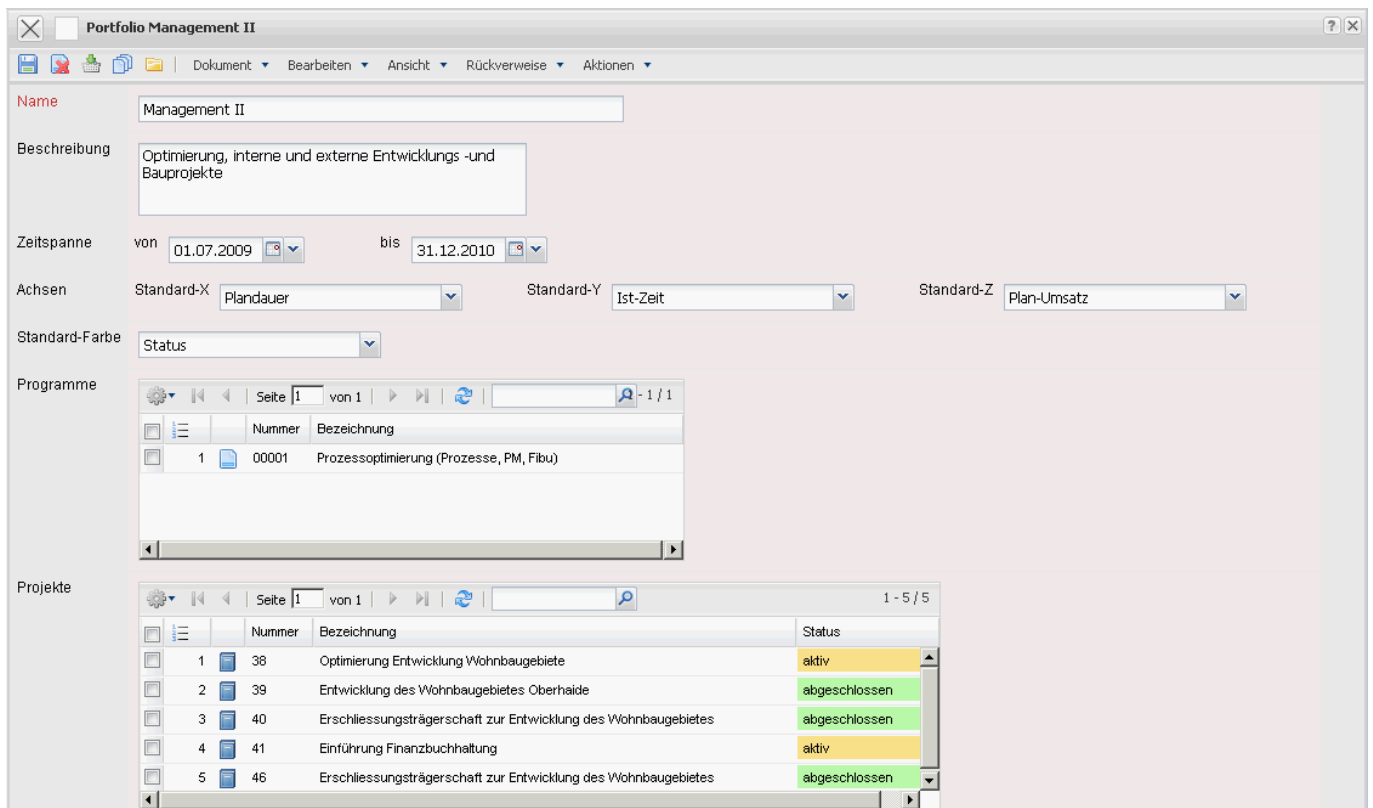 Portfolio Management II
Dokument Bearbeiten Ansicht Rückverweise Aktionen
Name Management II
Beschreibung Optimierung, interne und externe Entwicklungs -und
Bauprojekte
Zeitspanne von 01.07.2009 bis 31.12.2010
Achsen Standard-X Plandauer Standard-Y Ist-Zeit Standard-Z Plan-Umsatz
Standard-Farbe Status
Programme Seite 1 von 1 - 1 / 1
Nummer Bezeichnung
1 00001 Prozessoptimierung (Prozesse, PM, Fibu)
Projekte Seite 1 von 1 1 - 5 / 5
Nummer Bezeichnung Status
1 38 Optimierung Entwicklung Wohnbaugebiete aktiv
2 39 Entwicklung des Wohnbaugebietes Oberhaide abgeschlossen
3 40 Erschliessungsträgerschaft zur Entwicklung des Wohnbaugebietes abgeschlossen
4 41 Einführung Finanzbuchhaltung aktiv
5 46 Erschliessungsträgerschaft zur Entwicklung des Wohnbaugebietes abgeschlossen